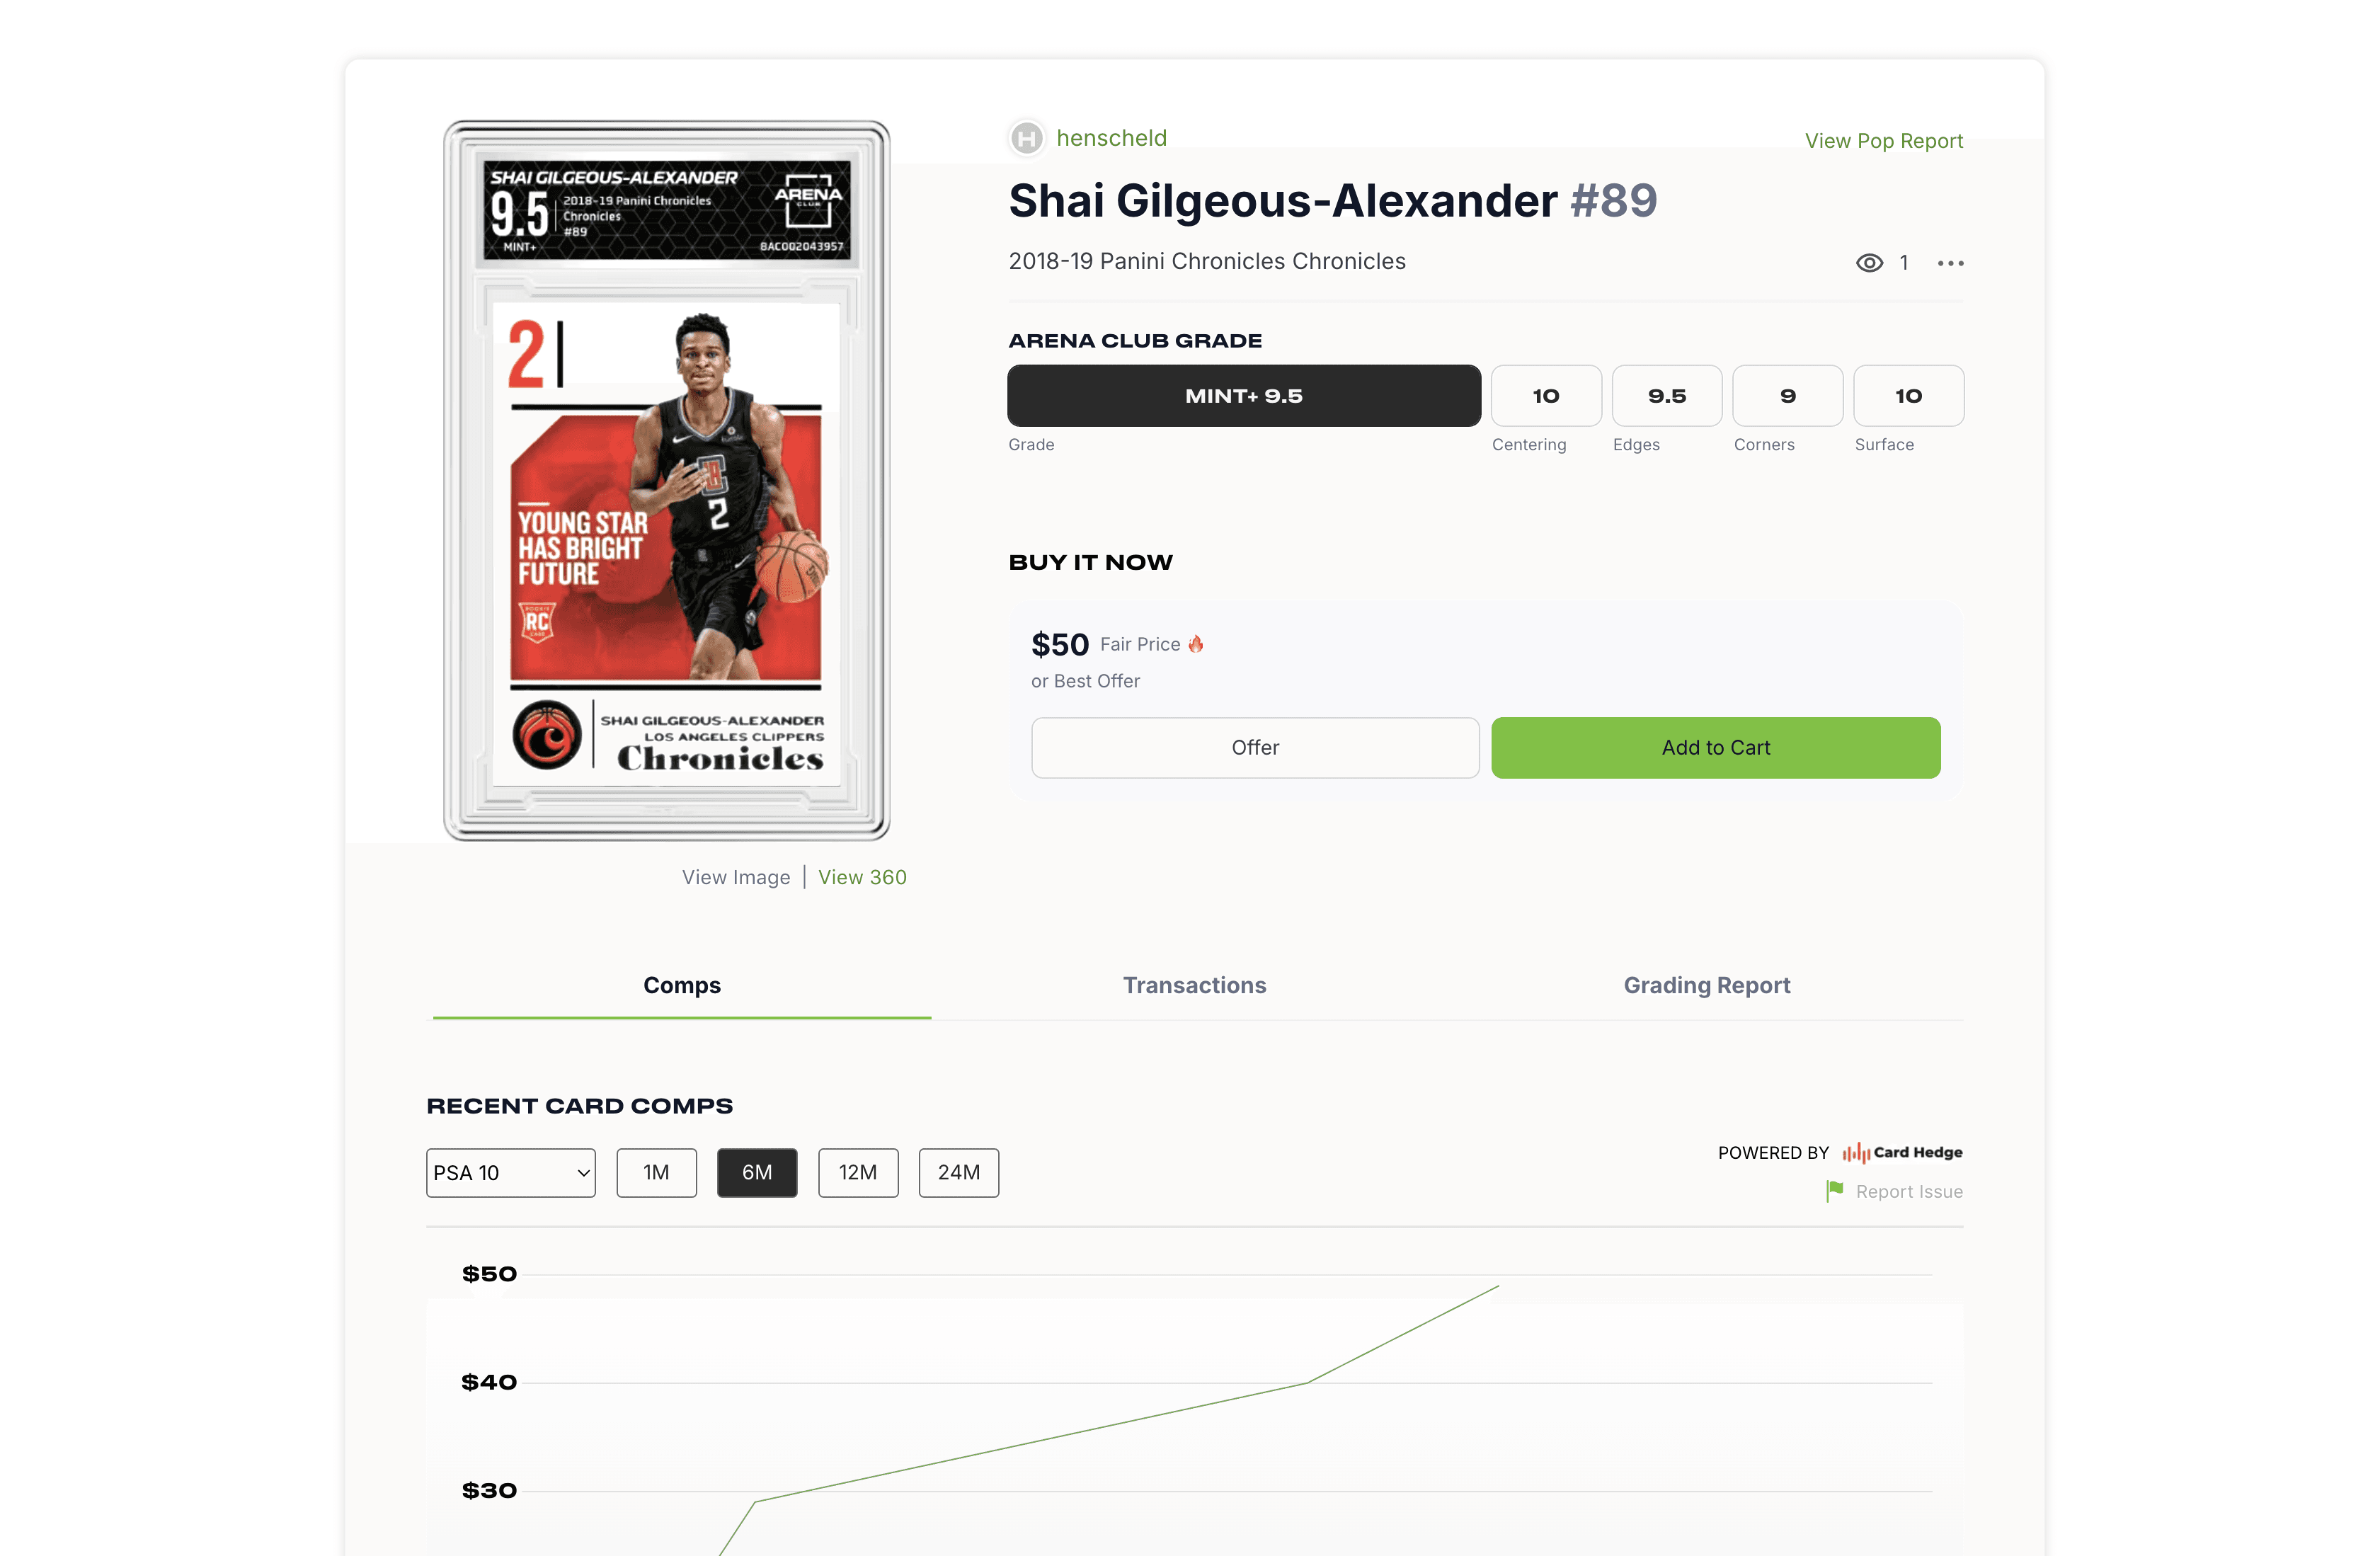 SHAI GILGEOUS-ALEXANDER
9.5
2018-19 Panini Chronicles
Chronicles
#89
MINT+
ARENA
CLUB
BAC002043957
2
YOUNG STAR
HAS BRIGHT
FUTURE
ROOKIE
RC
CARD
2
SHAI GILGEOUS-ALEXANDER
LOS ANGELES CLIPPERS
Chronicles
View Image | View 360
H henscheld
View Pop Report
Shai Gilgeous-Alexander #89
2018-19 Panini Chronicles Chronicles
1
ARENA CLUB GRADE
MINT+ 9.5 10 9.5 9 10
Grade Centering Edges Corners Surface
BUY IT NOW
$50 Fair Price
or Best Offer
Offer Add to Cart
Comps Transactions Grading Report
RECENT CARD COMPS
PSA 10 1M 6M 12M 24M
POWERED BY Card Hedge
Report Issue
$50
$40
$30